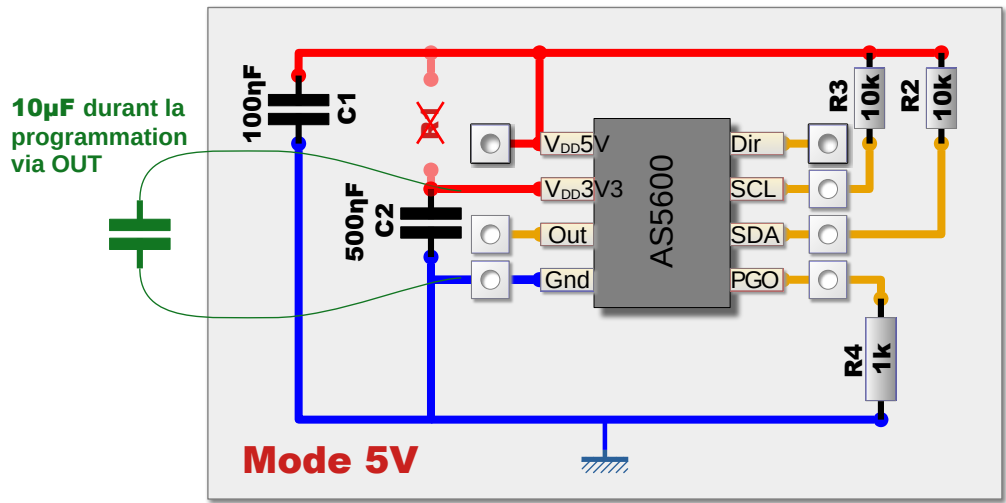 10µF durant la
programmation
via OUT
100ηF
C1
R3
10k
R2
10k
VDD5V
Dir
VDD3V3
SCL
500ηF
C2
Out
SDA
Gnd
PGO
AS5600
R4
1k
Mode 5V